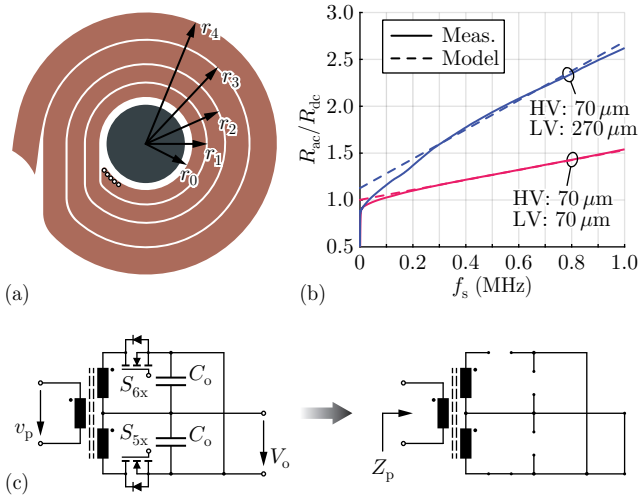 r4
r3
r2
r1
r0
(a)
3.0
2.5
2.0
1.5
1.0
0.5
Rac/Rdc
Meas.
Model
HV: 70 μm
LV: 270 μm
HV: 70 μm
LV: 70 μm
0 0.2 0.4 0.6 0.8 1.0
fs (MHz)
(b)
vp
S6x
Co
S5x
Co
Vo
Zp
(c)